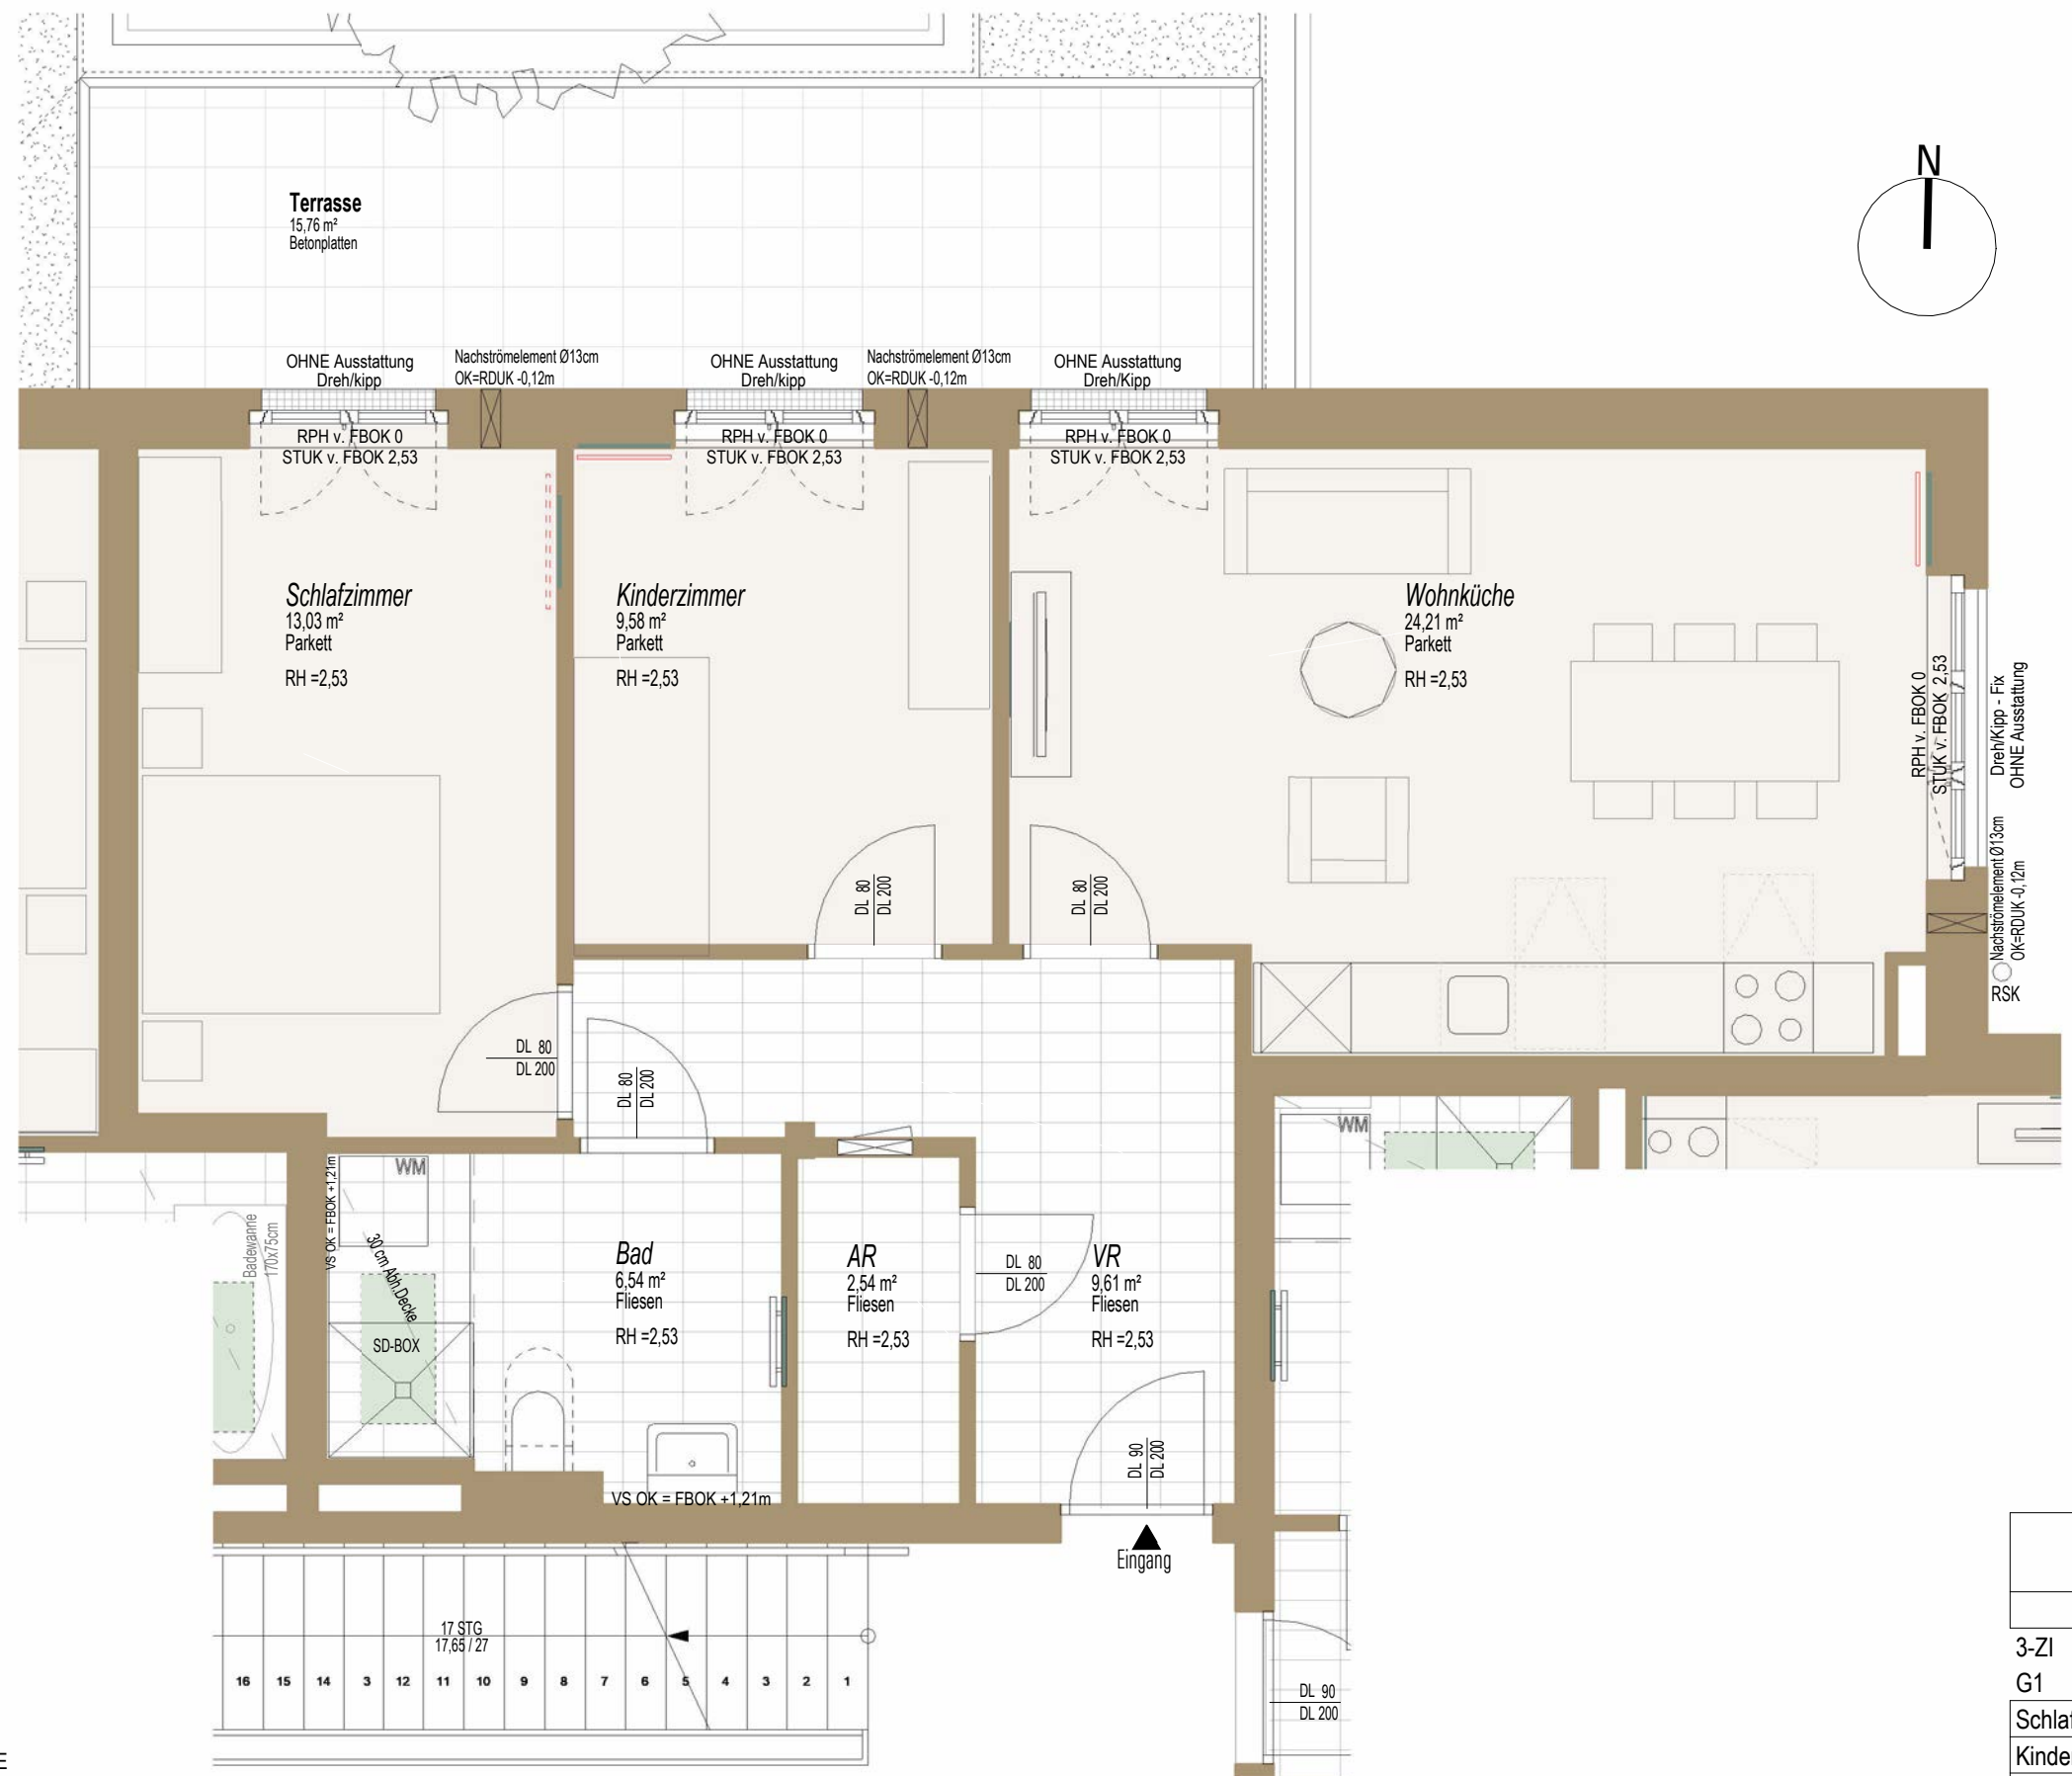 N
Terrasse
15,76 m²
Betonplatten
OHNE Ausstattung
Dreh/kipp
Nachströmelement Ø13cm
OK=RDUK -0,12m
OHNE Ausstattung
Dreh/kipp
Nachströmelement Ø13cm
OK=RDUK -0,12m
OHNE Ausstattung
Dreh/Kipp
RPH v. FBOK 0
STUK v. FBOK 2,53
RPH v. FBOK 0
STUK v. FBOK 2,53
RPH v. FBOK 0
STUK v. FBOK 2,53
Schlafzimmer
13,03 m²
Parkett
RH =2,53
Kinderzimmer
9,58 m²
Parkett
RH =2,53
Wohnküche
24,21 m²
Parkett
RH =2,53
RPH v. FBOK 0
STUK v. FBOK 2,53
Dreh/Kipp - Fix
OHNE Ausstattung
Nachströmelement Ø13cm
OK=RDUK -0,12m
RSK
DL 80
DL 200
DL 80
DL 200
DL 80
DL 200
DL 80
DL 200
WM
WM
VS OK = FBOK +1,21m
30 cm Abh.Decke
SD-BOX
Badewanne
170x75cm
Bad
6,54 m²
Fliesen
RH =2,53
AR
2,54 m²
Fliesen
RH =2,53
DL 80
DL 200
VR
9,61 m²
Fliesen
RH =2,53
DL 90
DL 200
VS OK = FBOK +1,21m
Eingang
17 STG
17,65 / 27
16 15 14 3 12 11 10 9 8 7 6 5 4 3 2 1
DL 90
DL 200
3-ZI
G1
Schlaf
Kinde
E